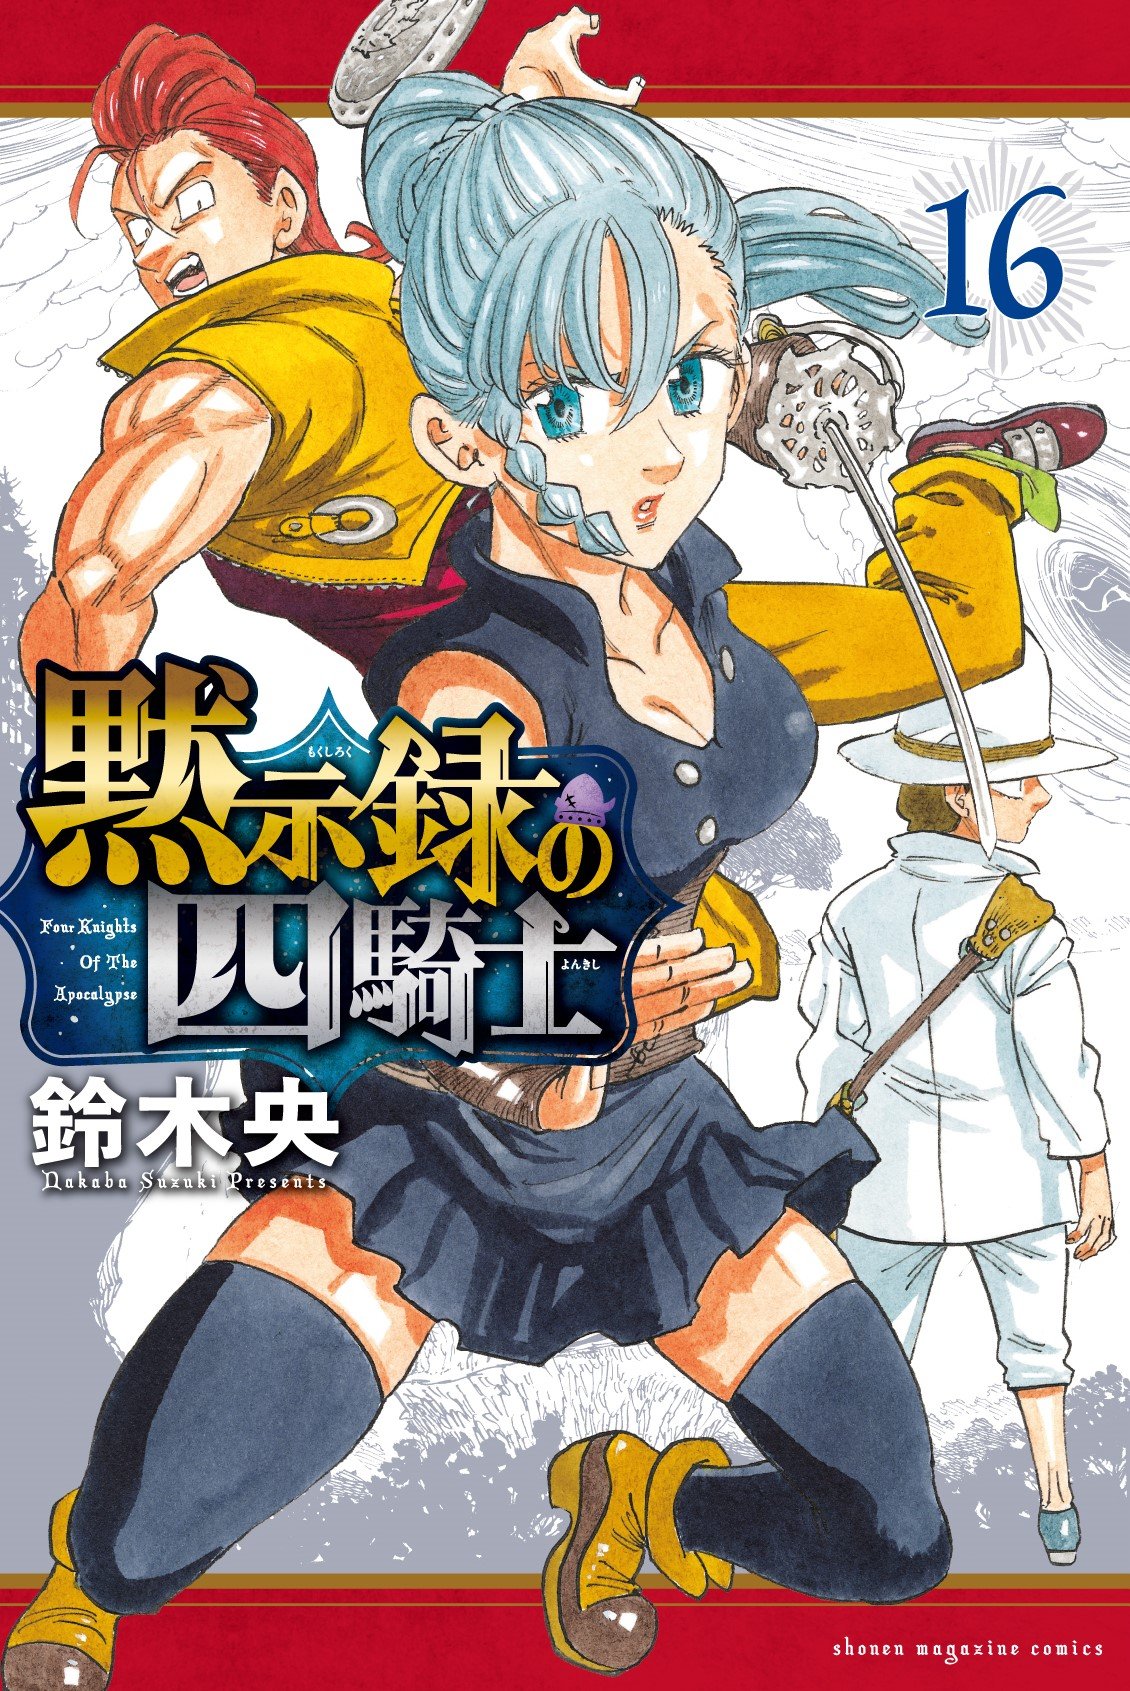 16
もくしろく
黙示録の
Four Knights
Of The
Apocalypse
四騎士
よんきし
鈴木央
Nakaba Suzuki Presents
shonen magazine comics